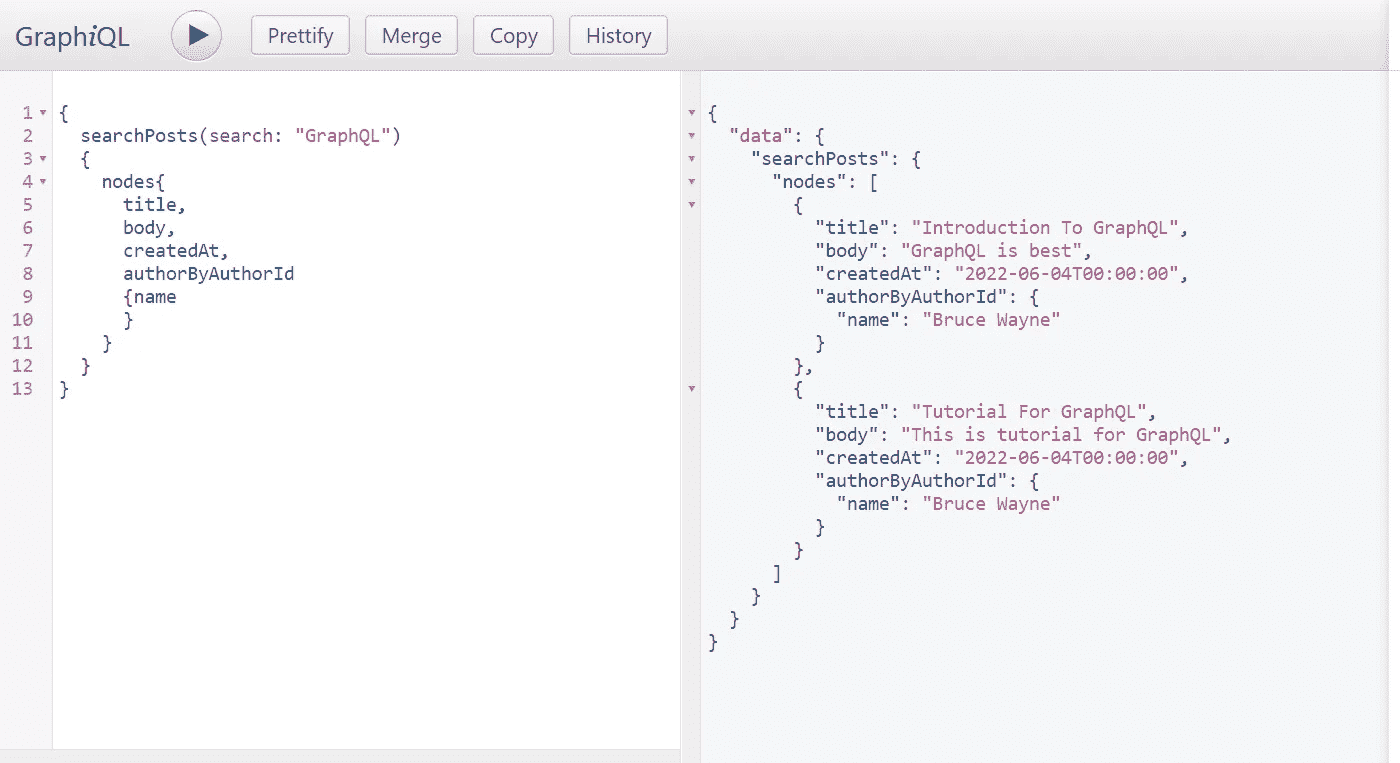 GraphiQL Prettify Merge Copy History
1 {
2 searchPosts(search: "GraphQL")
3 {
4 nodes{
5 title,
6 body,
7 createdAt,
8 authorByAuthorId
9 {name
10 }
11 }
12 }
13 }
{
"data": {
"searchPosts": {
"nodes": [
{
"title": "Introduction To GraphQL",
"body": "GraphQL is best",
"createdAt": "2022-06-04T00:00:00",
"authorByAuthorId": {
"name": "Bruce Wayne"
}
},
{
"title": "Tutorial For GraphQL",
"body": "This is tutorial for GraphQL",
"createdAt": "2022-06-04T00:00:00",
"authorByAuthorId": {
"name": "Bruce Wayne"
}
}
]
}
}
}